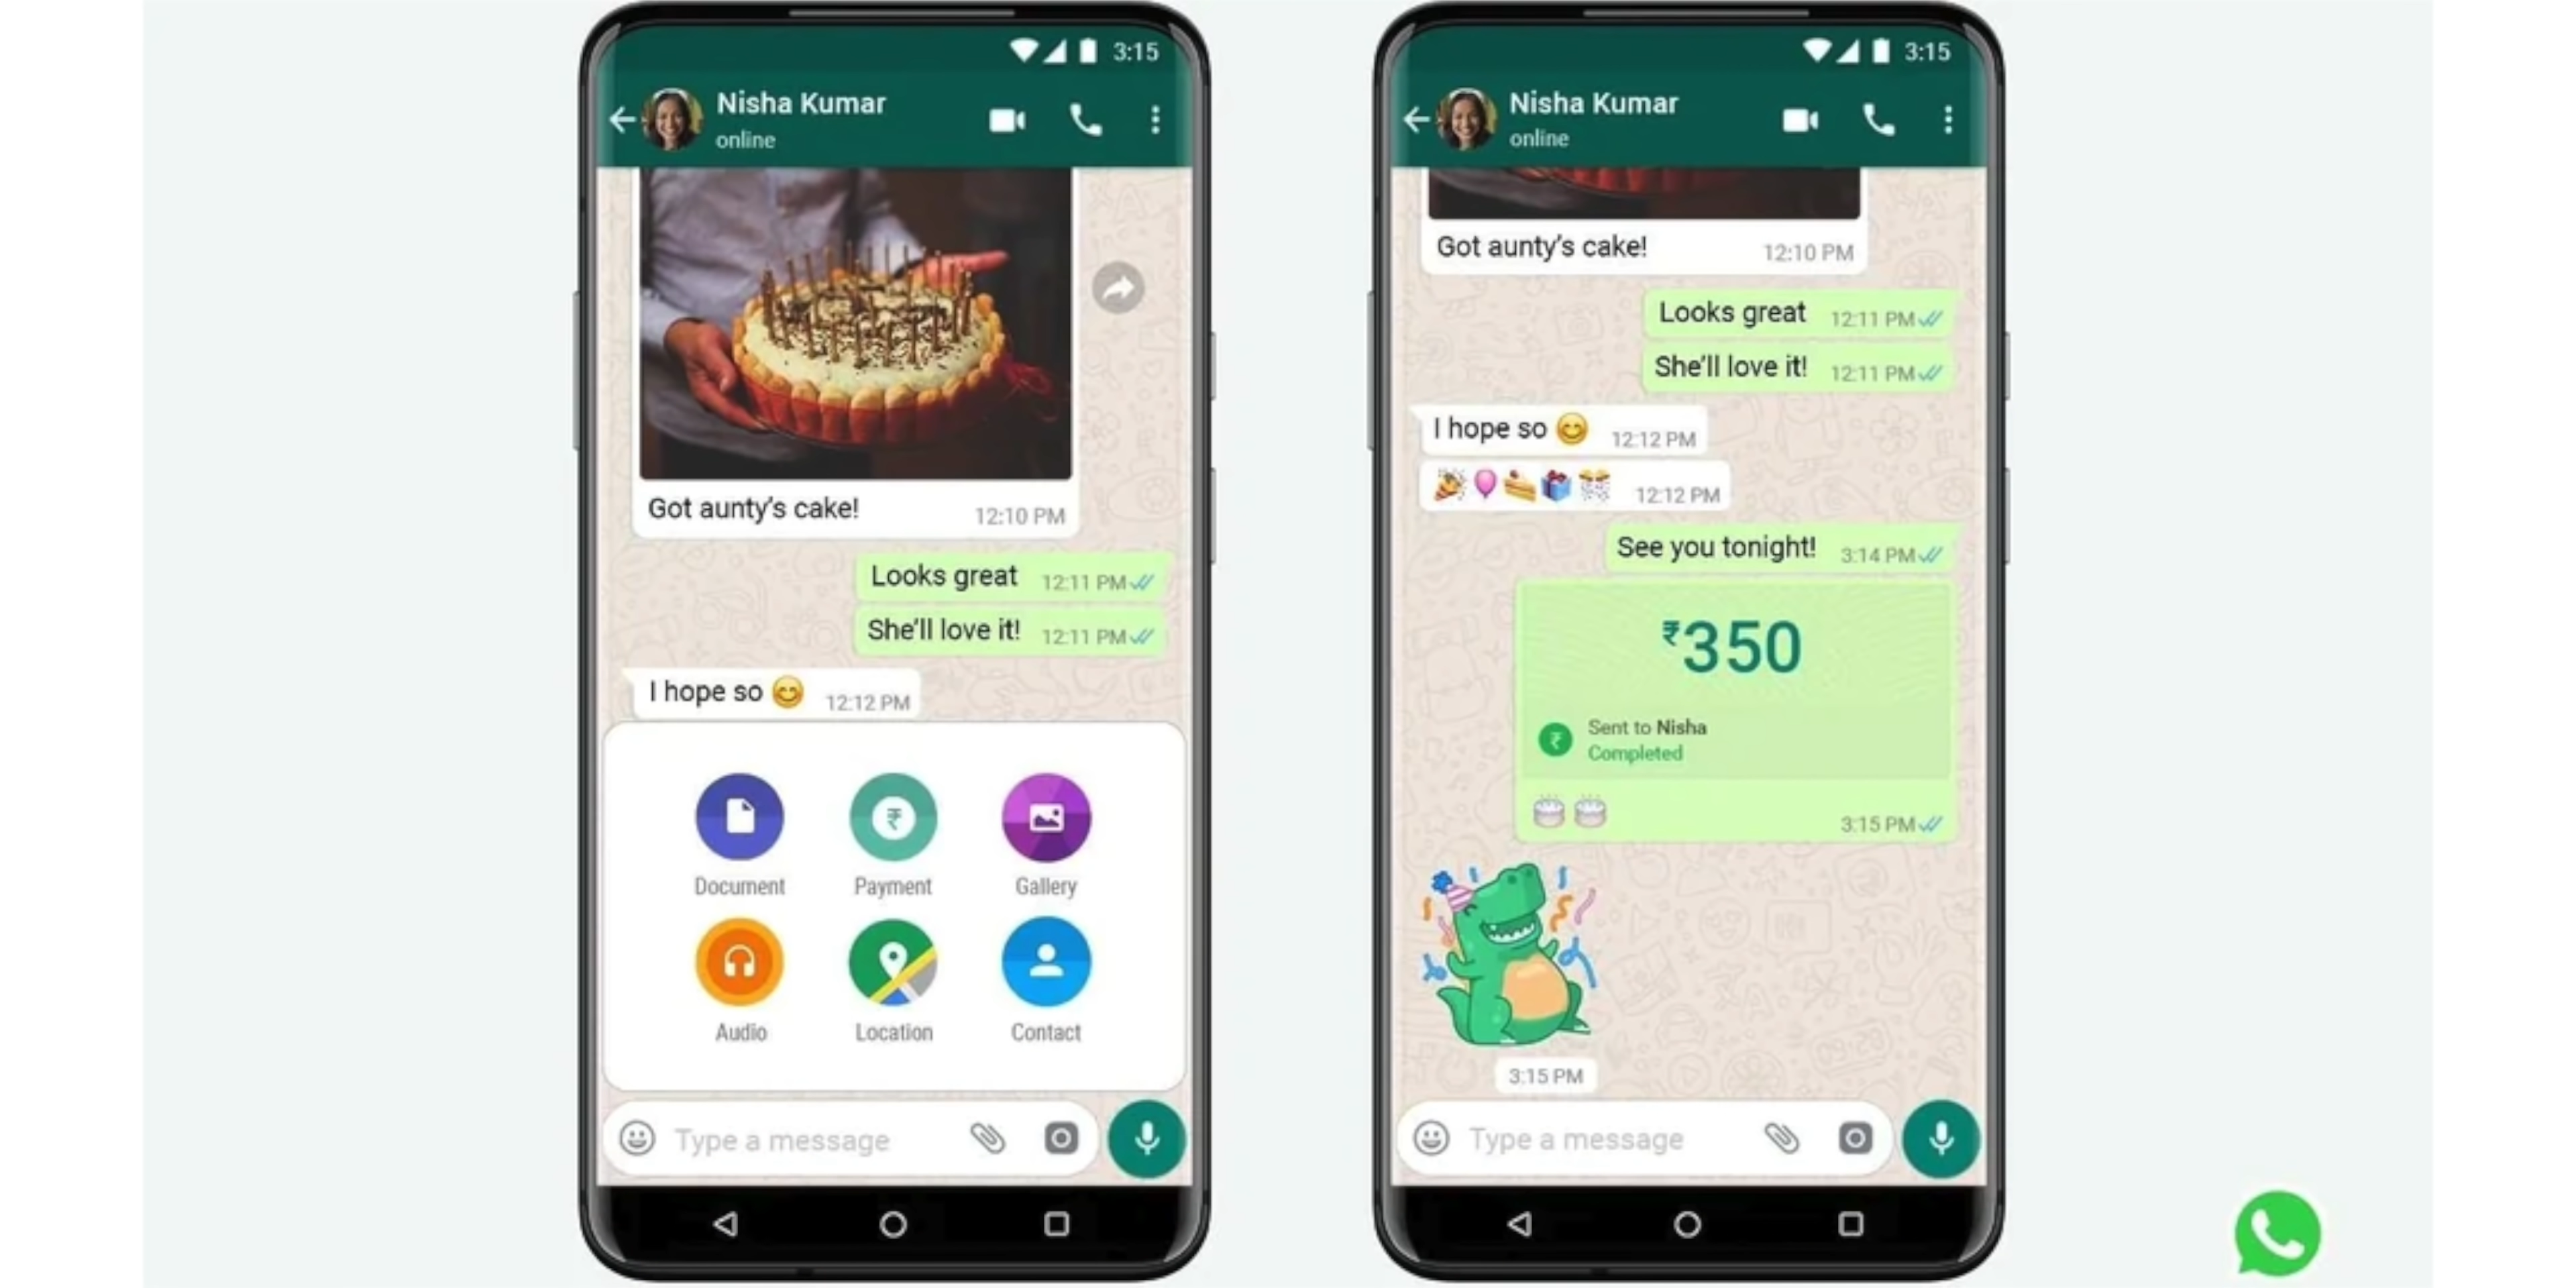 3:15
Nisha Kumar
online
Got aunty's cake!
12:10 PM
Looks great
12:11 PM
She'll love it!
12:11 PM
I hope so 😊
12:12 PM
Document
Payment
Gallery
Audio
Location
Contact
Type a message
3:15
Nisha Kumar
online
Got aunty's cake!
12:10 PM
Looks great
12:11 PM
She'll love it!
12:11 PM
I hope so 😊
12:12 PM
🎉🎈🍰🎁🎊
12:12 PM
See you tonight!
3:14 PM
₹350
Sent to Nisha
Completed
🎂 🎂
3:15 PM
3:15 PM
Type a message